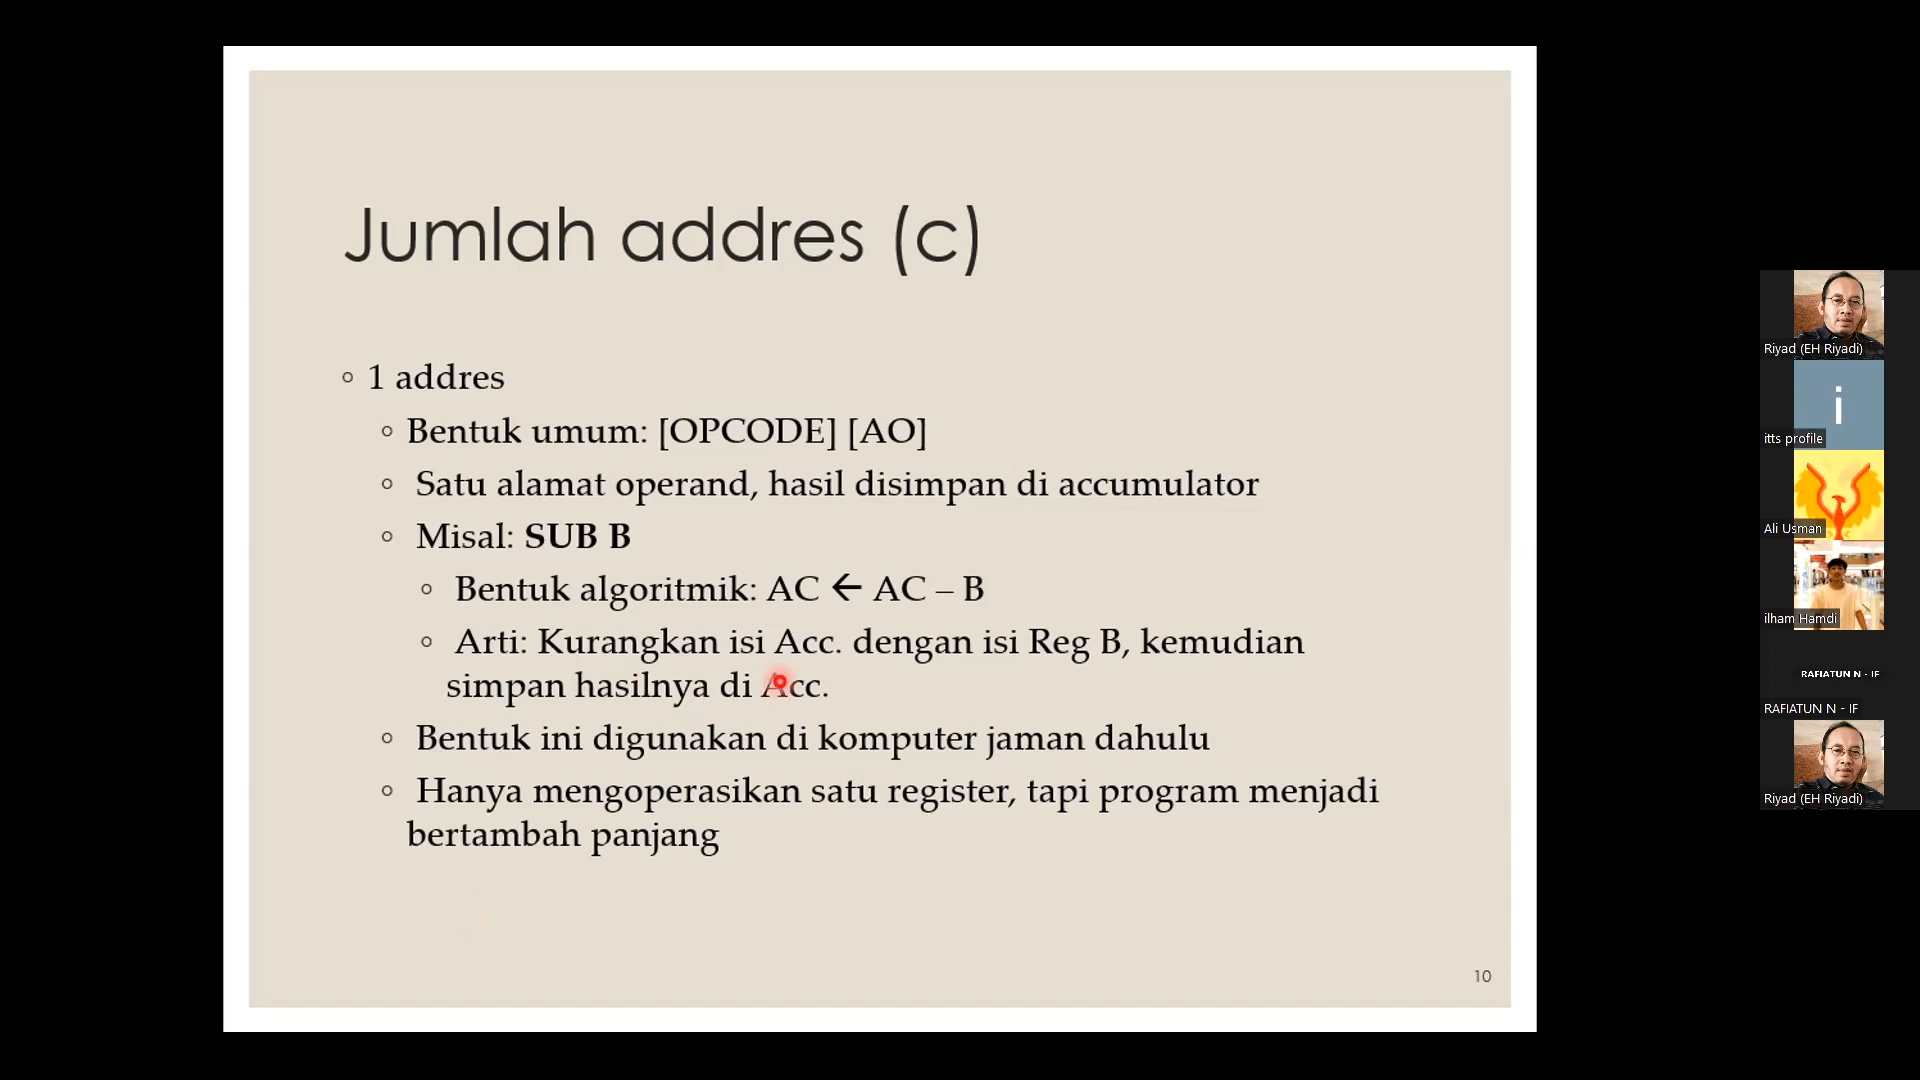 Jumlah addres (c)
◦ 1 addres
◦ Bentuk umum: [OPCODE] [AO]
◦ Satu alamat operand, hasil disimpan di accumulator
◦ Misal: SUB B
◦ Bentuk algoritmik: AC ← AC – B
◦ Arti: Kurangkan isi Acc. dengan isi Reg B, kemudian
simpan hasilnya di Acc.
◦ Bentuk ini digunakan di komputer jaman dahulu
◦ Hanya mengoperasikan satu register, tapi program menjadi
bertambah panjang
10
Riyad (EH Riyadi)
i
itts profile
Ali Usman
ilham Hamdi
RAFIATUN N - IF
RAFIATUN N - IF
Riyad (EH Riyadi)